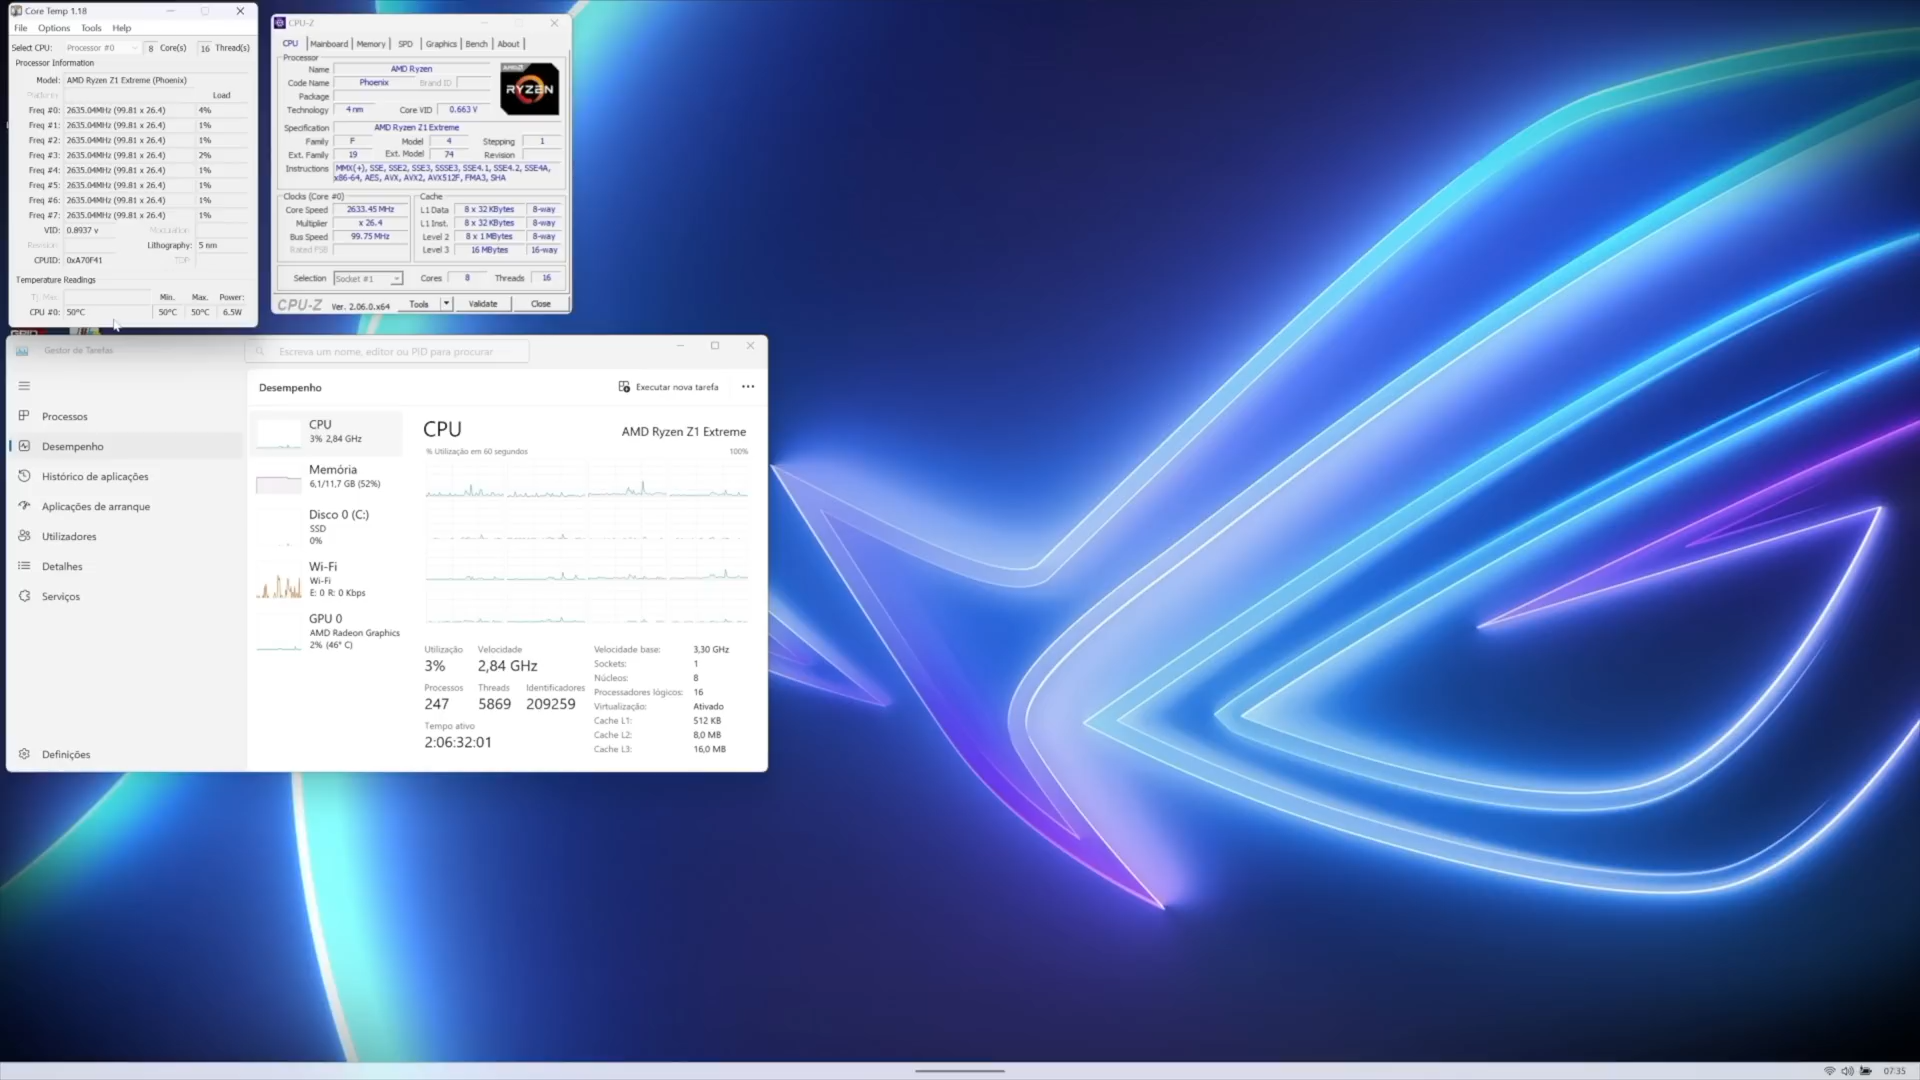 Core Temp 1.18
File Options Tools Help
Select CPU: Processor #0 8 Core(s) 16 Thread(s)
Processor Information
Model: AMD Ryzen Z1 Extreme (Phoenix)
Platform: Load
Freq #0: 2635.04MHz (99.81 x 26.4) 4%
Freq #1: 2635.04MHz (99.81 x 26.4) 1%
Freq #2: 2635.04MHz (99.81 x 26.4) 1%
Freq #3: 2635.04MHz (99.81 x 26.4) 2%
Freq #4: 2635.04MHz (99.81 x 26.4) 1%
Freq #5: 2635.04MHz (99.81 x 26.4) 1%
Freq #6: 2635.04MHz (99.81 x 26.4) 1%
Freq #7: 2635.04MHz (99.81 x 26.4) 1%
VID: 0.8937 v Modulation:
Revision: Lithography: 5 nm
CPUID: 0xA70F41 TDP:
Temperature Readings
Tj. Max: Min. Max. Power:
CPU #0: 50°C 50°C 50°C 6.5W
CPU-Z
CPU Mainboard Memory SPD Graphics Bench About
Processor
Name AMD Ryzen
Code Name Phoenix Brand ID
Package
Technology 4 nm Core VID 0.663 V
AMD
RYZEN
Specification AMD Ryzen Z1 Extreme
Family F Model 4 Stepping 1
Ext. Family 19 Ext. Model 74 Revision
Instructions MMX(+), SSE, SSE2, SSE3, SSSE3, SSE4.1, SSE4.2, SSE4A,
x86-64, AES, AVX, AVX2, AVX512F, FMA3, SHA
Clocks (Core #0) Cache
Core Speed 2633.45 MHz L1 Data 8 x 32 KBytes 8-way
Multiplier x 26.4 L1 Inst. 8 x 32 KBytes 8-way
Bus Speed 99.75 MHz Level 2 8 x 1 MBytes 8-way
Rated FSB Level 3 16 MBytes 16-way
Selection Socket #1 Cores 8 Threads 16
CPU-Z Ver. 2.06.0.x64 Tools Validate Close
Gestor de Tarefas Escreva um nome, editor ou PID para procurar
Desempenho Executar nova tarefa
Processos
Desempenho
Histórico de aplicações
Aplicações de arranque
Utilizadores
Detalhes
Serviços
Definições
CPU
3% 2,84 GHz
Memória
6,1/11,7 GB (52%)
Disco 0 (C:)
SSD
0%
Wi-Fi
Wi-Fi
E: 0 R: 0 Kbps
GPU 0
AMD Radeon Graphics
2% (46° C)
CPU AMD Ryzen Z1 Extreme
% Utilização em 60 segundos 100%
Utilização Velocidade
3% 2,84 GHz
Processos Threads Identificadores
247 5869 209259
Tempo ativo
2:06:32:01
Velocidade base: 3,30 GHz
Sockets: 1
Núcleos: 8
Processadores lógicos: 16
Virtualização: Ativado
Cache L1: 512 KB
Cache L2: 8,0 MB
Cache L3: 16,0 MB
07:35